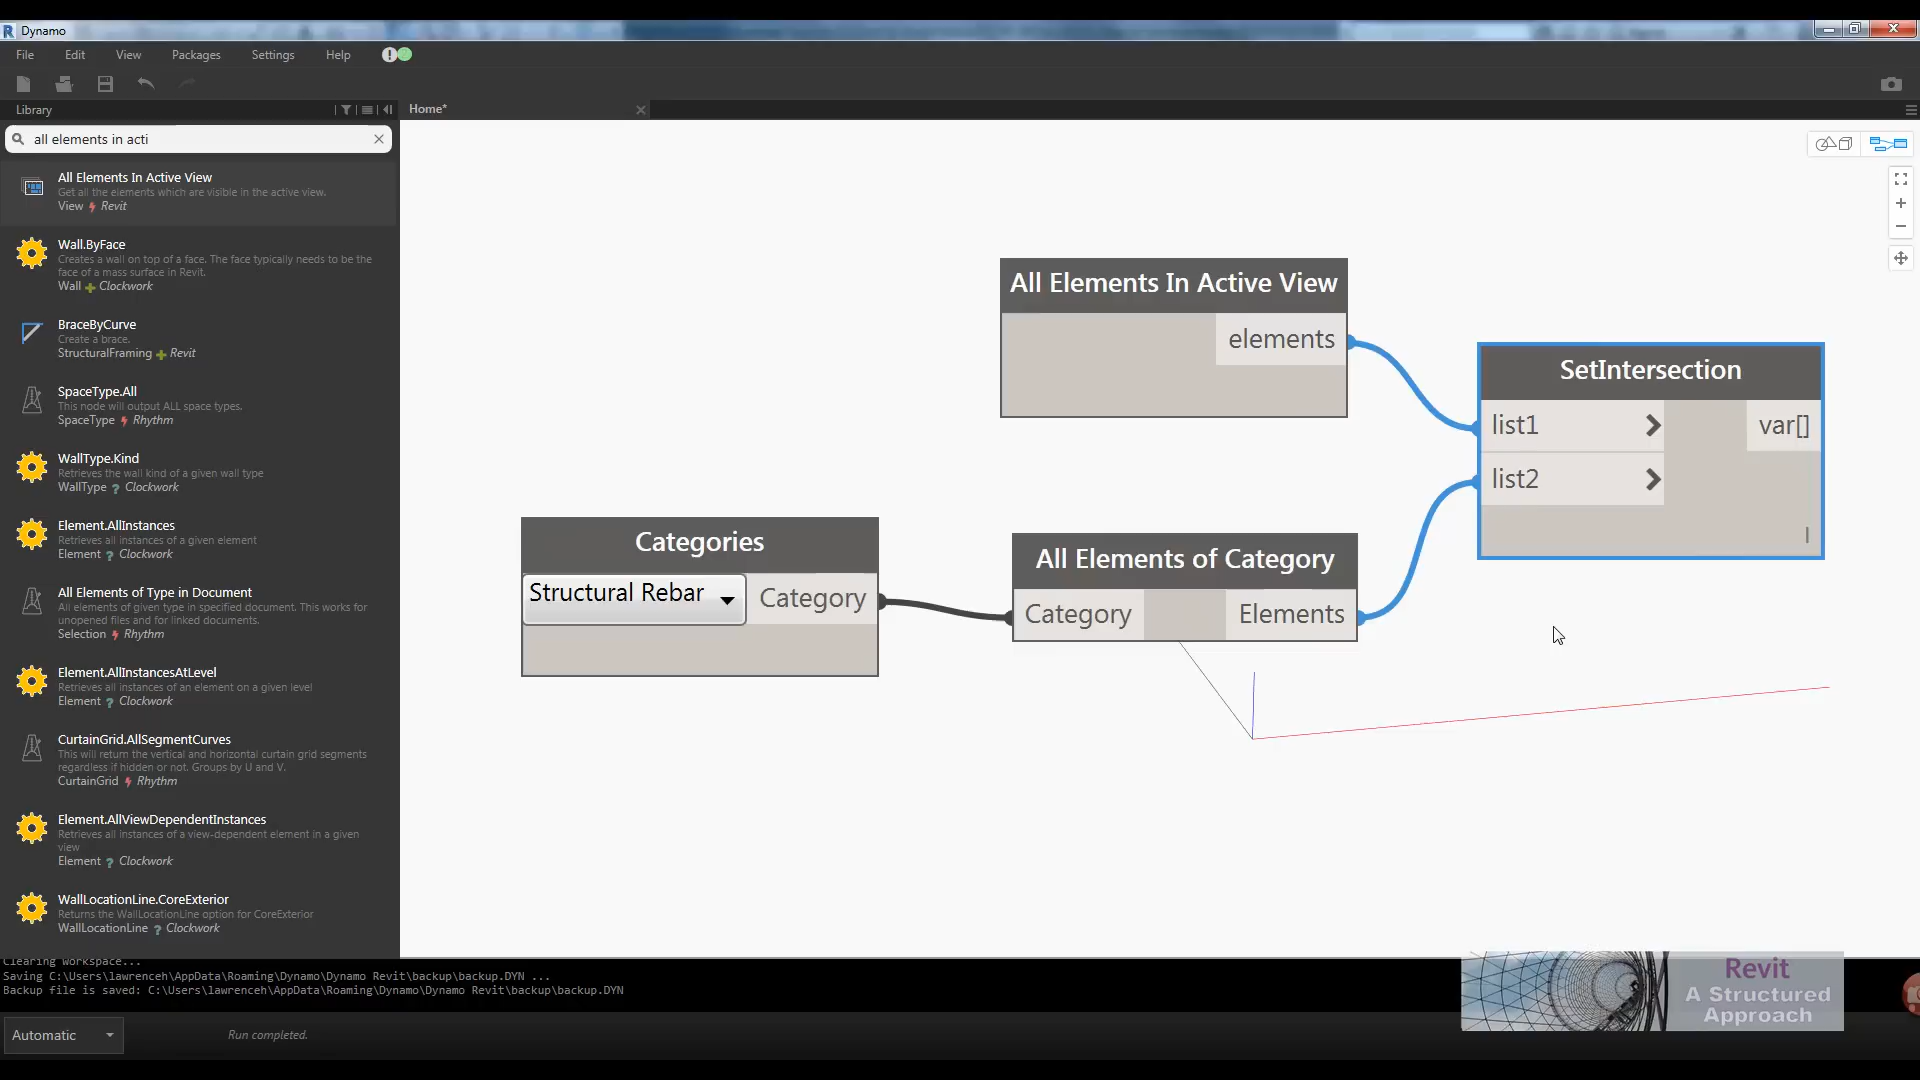 Dynamo
File Edit View Packages Settings Help
Library
Home*
all elements in acti
All Elements In Active View
Get all the elements which are visible in the active view.
View Revit
Wall.ByFace
Creates a wall on top of a face. The face typically needs to be the
face of a mass surface in Revit.
Wall Clockwork
BraceByCurve
Create a brace.
StructuralFraming Revit
SpaceType.All
This node will output ALL space types.
SpaceType Rhythm
WallType.Kind
Retrieves the wall kind of a given wall type
WallType ? Clockwork
Element.AllInstances
Retrieves all instances of a given element
Element ? Clockwork
All Elements of Type in Document
All elements of given type in specified document. This works for
unopened files and for linked documents.
Selection Rhythm
Element.AllInstancesAtLevel
Retrieves all instances of an element on a given level
Element ? Clockwork
CurtainGrid.AllSegmentCurves
This will return the vertical and horizontal curtain grid segments
regardless if hidden or not. Groups by U and V.
CurtainGrid Rhythm
Element.AllViewDependentInstances
Retrieves all instances of a view-dependent element in a given
view
Element ? Clockwork
WallLocationLine.CoreExterior
Returns the WallLocationLine option for CoreExterior
WallLocationLine ? Clockwork
All Elements In Active View
elements
SetIntersection
list1 var[]
list2
l
Categories
Structural Rebar Category
All Elements of Category
Category Elements
Clearing Workspace...
Saving C:\Users\lawrenceh\AppData\Roaming\Dynamo\Dynamo Revit\backup\backup.DYN ...
Backup file is saved: C:\Users\lawrenceh\AppData\Roaming\Dynamo\Dynamo Revit\backup\backup.DYN
Automatic Run completed.
Revit
A Structured
Approach